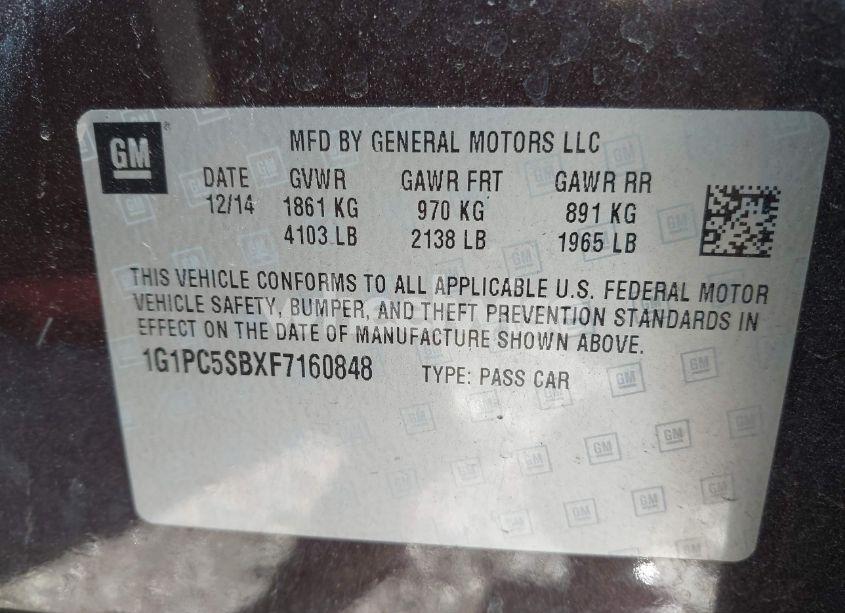 GM
MFD BY GENERAL MOTORS LLC
DATE GVWR GAWR FRT GAWR RR
12/14 1861 KG 970 KG 891 KG
4103 LB 2138 LB 1965 LB
THIS VEHICLE CONFORMS TO ALL APPLICABLE U.S. FEDERAL MOTOR
VEHICLE SAFETY, BUMPER, AND THEFT PREVENTION STANDARDS IN
EFFECT ON THE DATE OF MANUFACTURE SHOWN ABOVE.
1G1PC5SBXF7160848 TYPE: PASS CAR